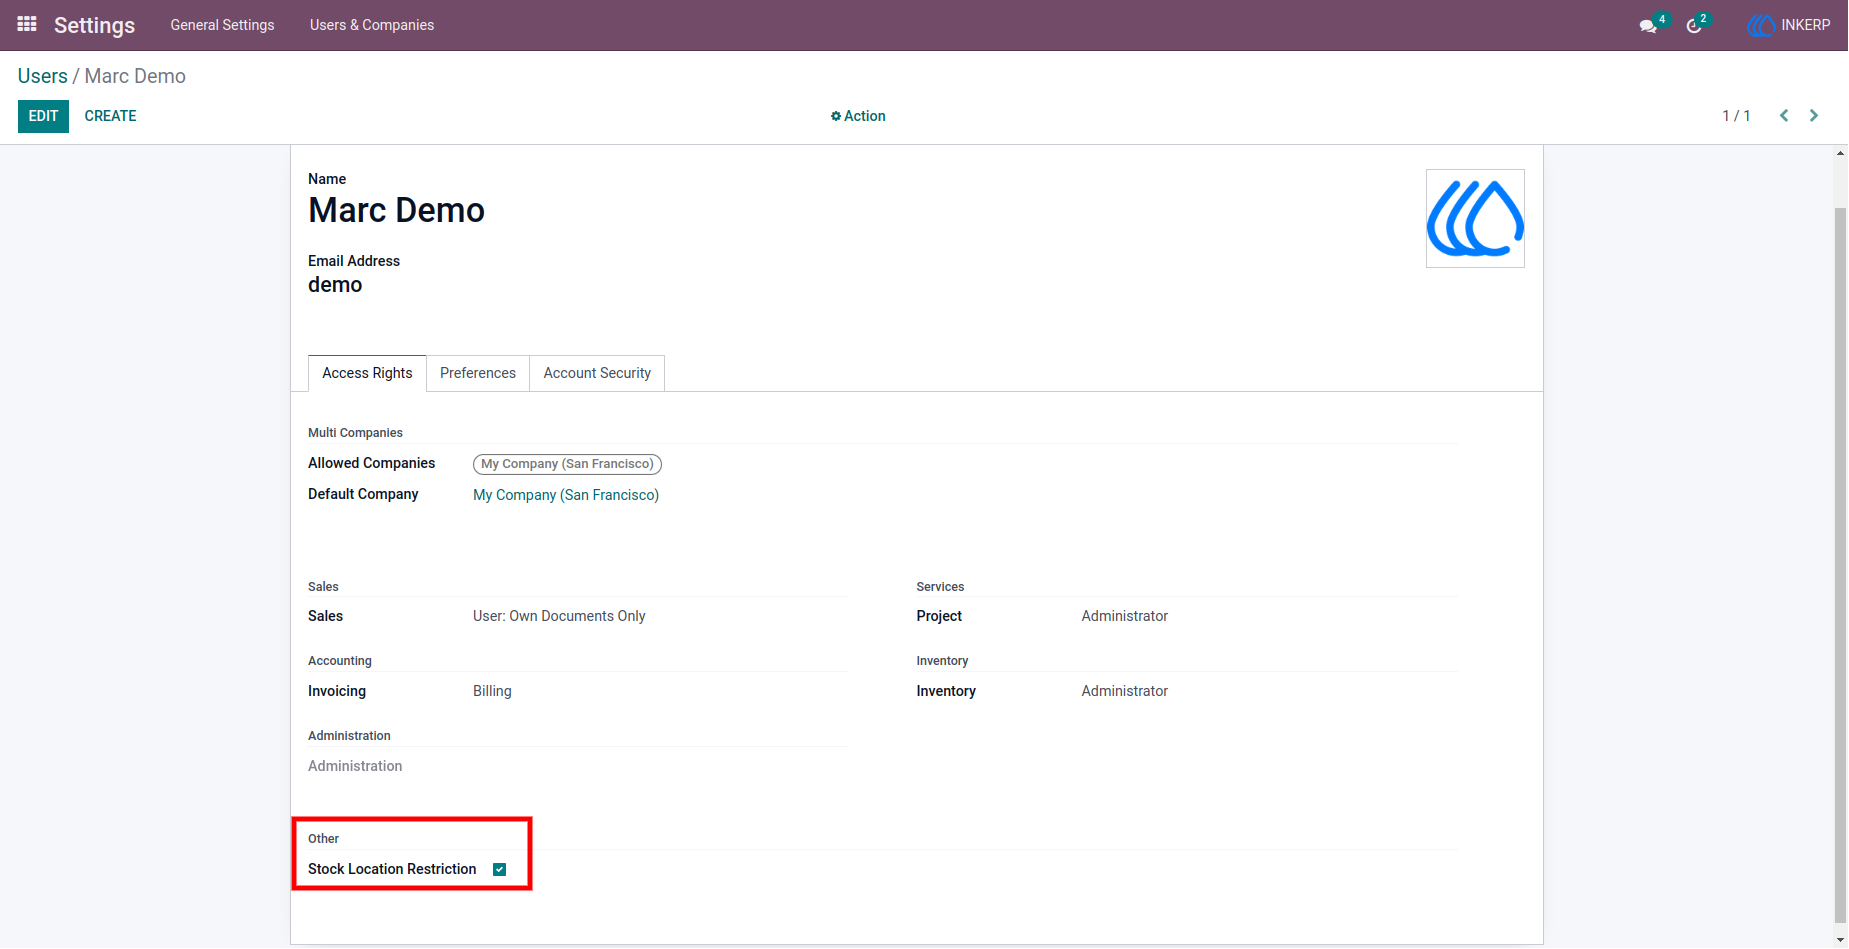 Settings General Settings Users & Companies 4 2 INKERP
Users / Marc Demo
EDIT CREATE Action 1 / 1
Name
Marc Demo
Email Address
demo
Access Rights Preferences Account Security
Multi Companies
Allowed Companies My Company (San Francisco)
Default Company My Company (San Francisco)
Sales Services
Sales User: Own Documents Only Project Administrator
Accounting Inventory
Invoicing Billing Inventory Administrator
Administration
Administration
Other
Stock Location Restriction